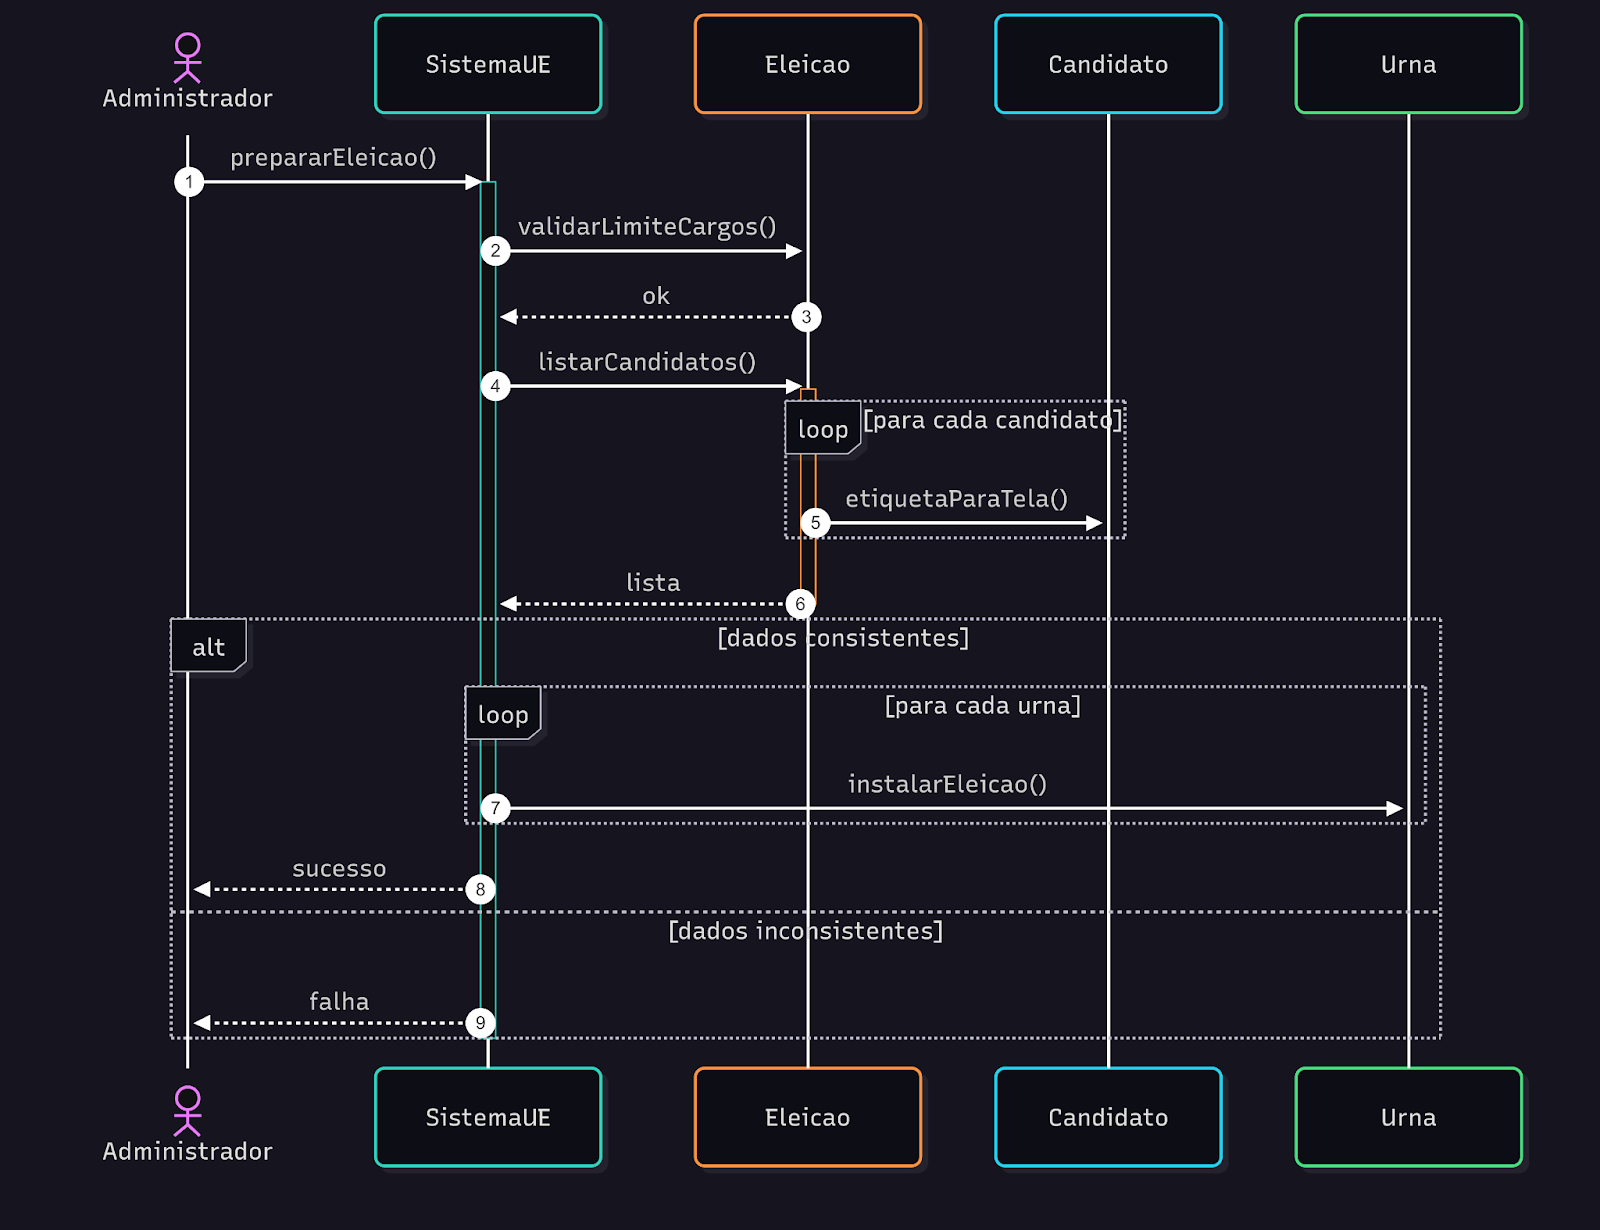 Administrador
SistemaUE
Eleicao
Candidato
Urna
prepararEleicao()
1
validarLimiteCargos()
2
ok
3
listarCandidatos()
4
loop
[para cada candidato]
etiquetaParaTela()
5
lista
6
alt
[dados consistentes]
loop
[para cada urna]
instalarEleicao()
7
sucesso
8
[dados inconsistentes]
falha
9
Administrador
SistemaUE
Eleicao
Candidato
Urna